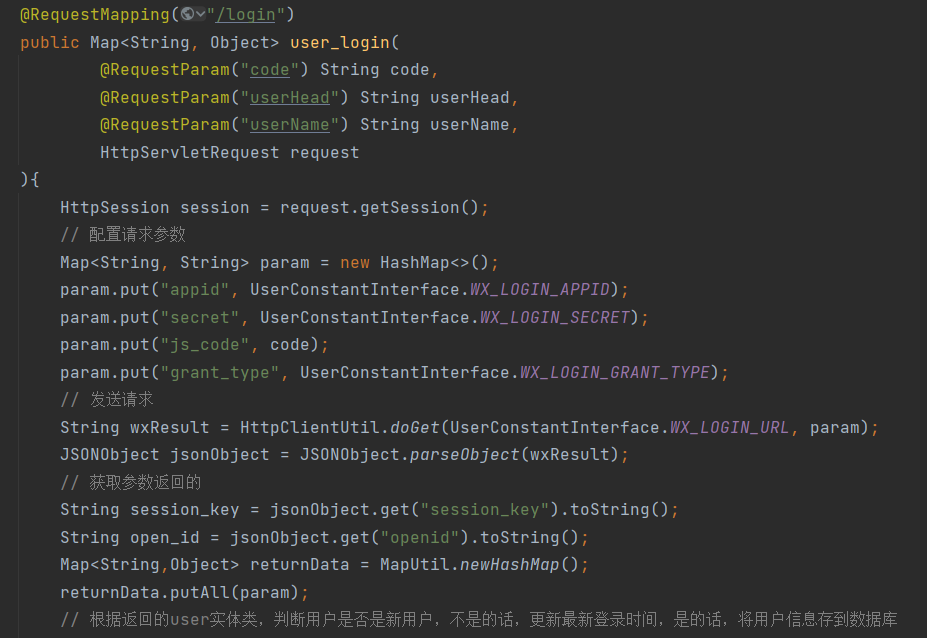 @RequestMapping("/login")
public Map<String, Object> user_login(
@RequestParam("code") String code,
@RequestParam("userHead") String userHead,
@RequestParam("userName") String userName,
HttpServletRequest request
){
HttpSession session = request.getSession();
// 配置请求参数
Map<String, String> param = new HashMap<>();
param.put("appid", UserConstantInterface.WX_LOGIN_APPID);
param.put("secret", UserConstantInterface.WX_LOGIN_SECRET);
param.put("js_code", code);
param.put("grant_type", UserConstantInterface.WX_LOGIN_GRANT_TYPE);
// 发送请求
String wxResult = HttpClientUtil.doGet(UserConstantInterface.WX_LOGIN_URL, param);
JSONObject jsonObject = JSONObject.parseObject(wxResult);
// 获取参数返回的
String session_key = jsonObject.get("session_key").toString();
String open_id = jsonObject.get("openid").toString();
Map<String,Object> returnData = MapUtil.newHashMap();
returnData.putAll(param);
// 根据返回的user实体类，判断用户是否是新用户，不是的话，更新最新登录时间，是的话，将用户信息存到数据库